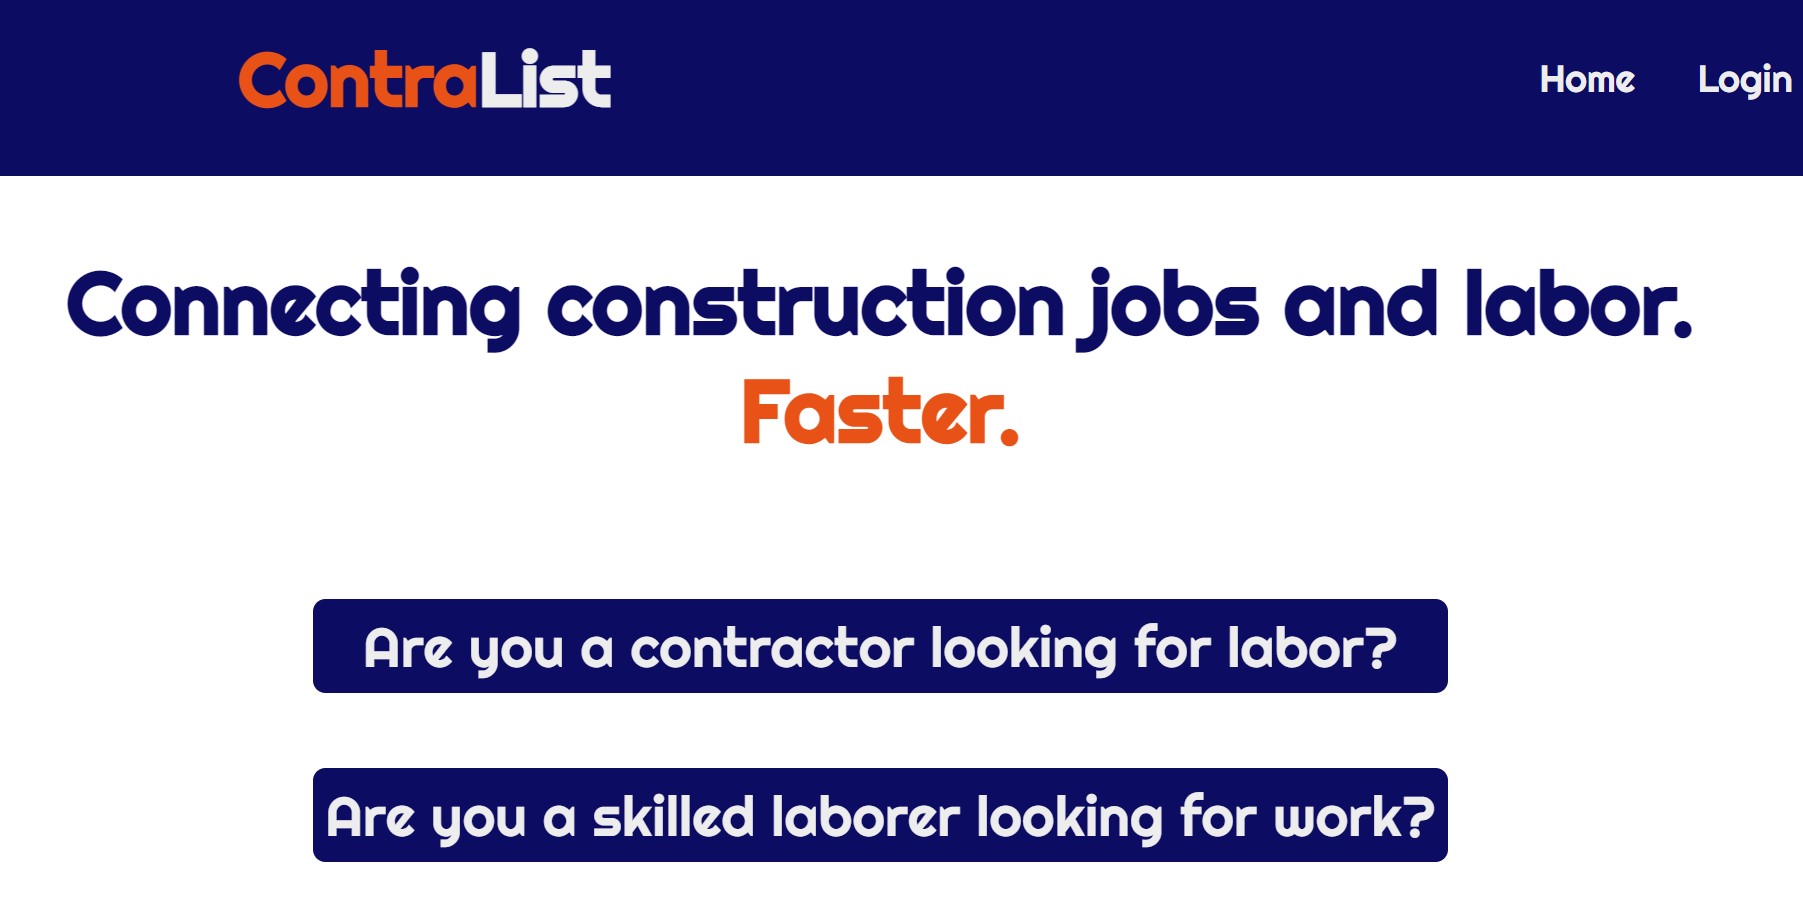 ContraList
Home Login
Connecting construction jobs and labor.
Faster.
Are you a contractor looking for labor?
Are you a skilled laborer looking for work?